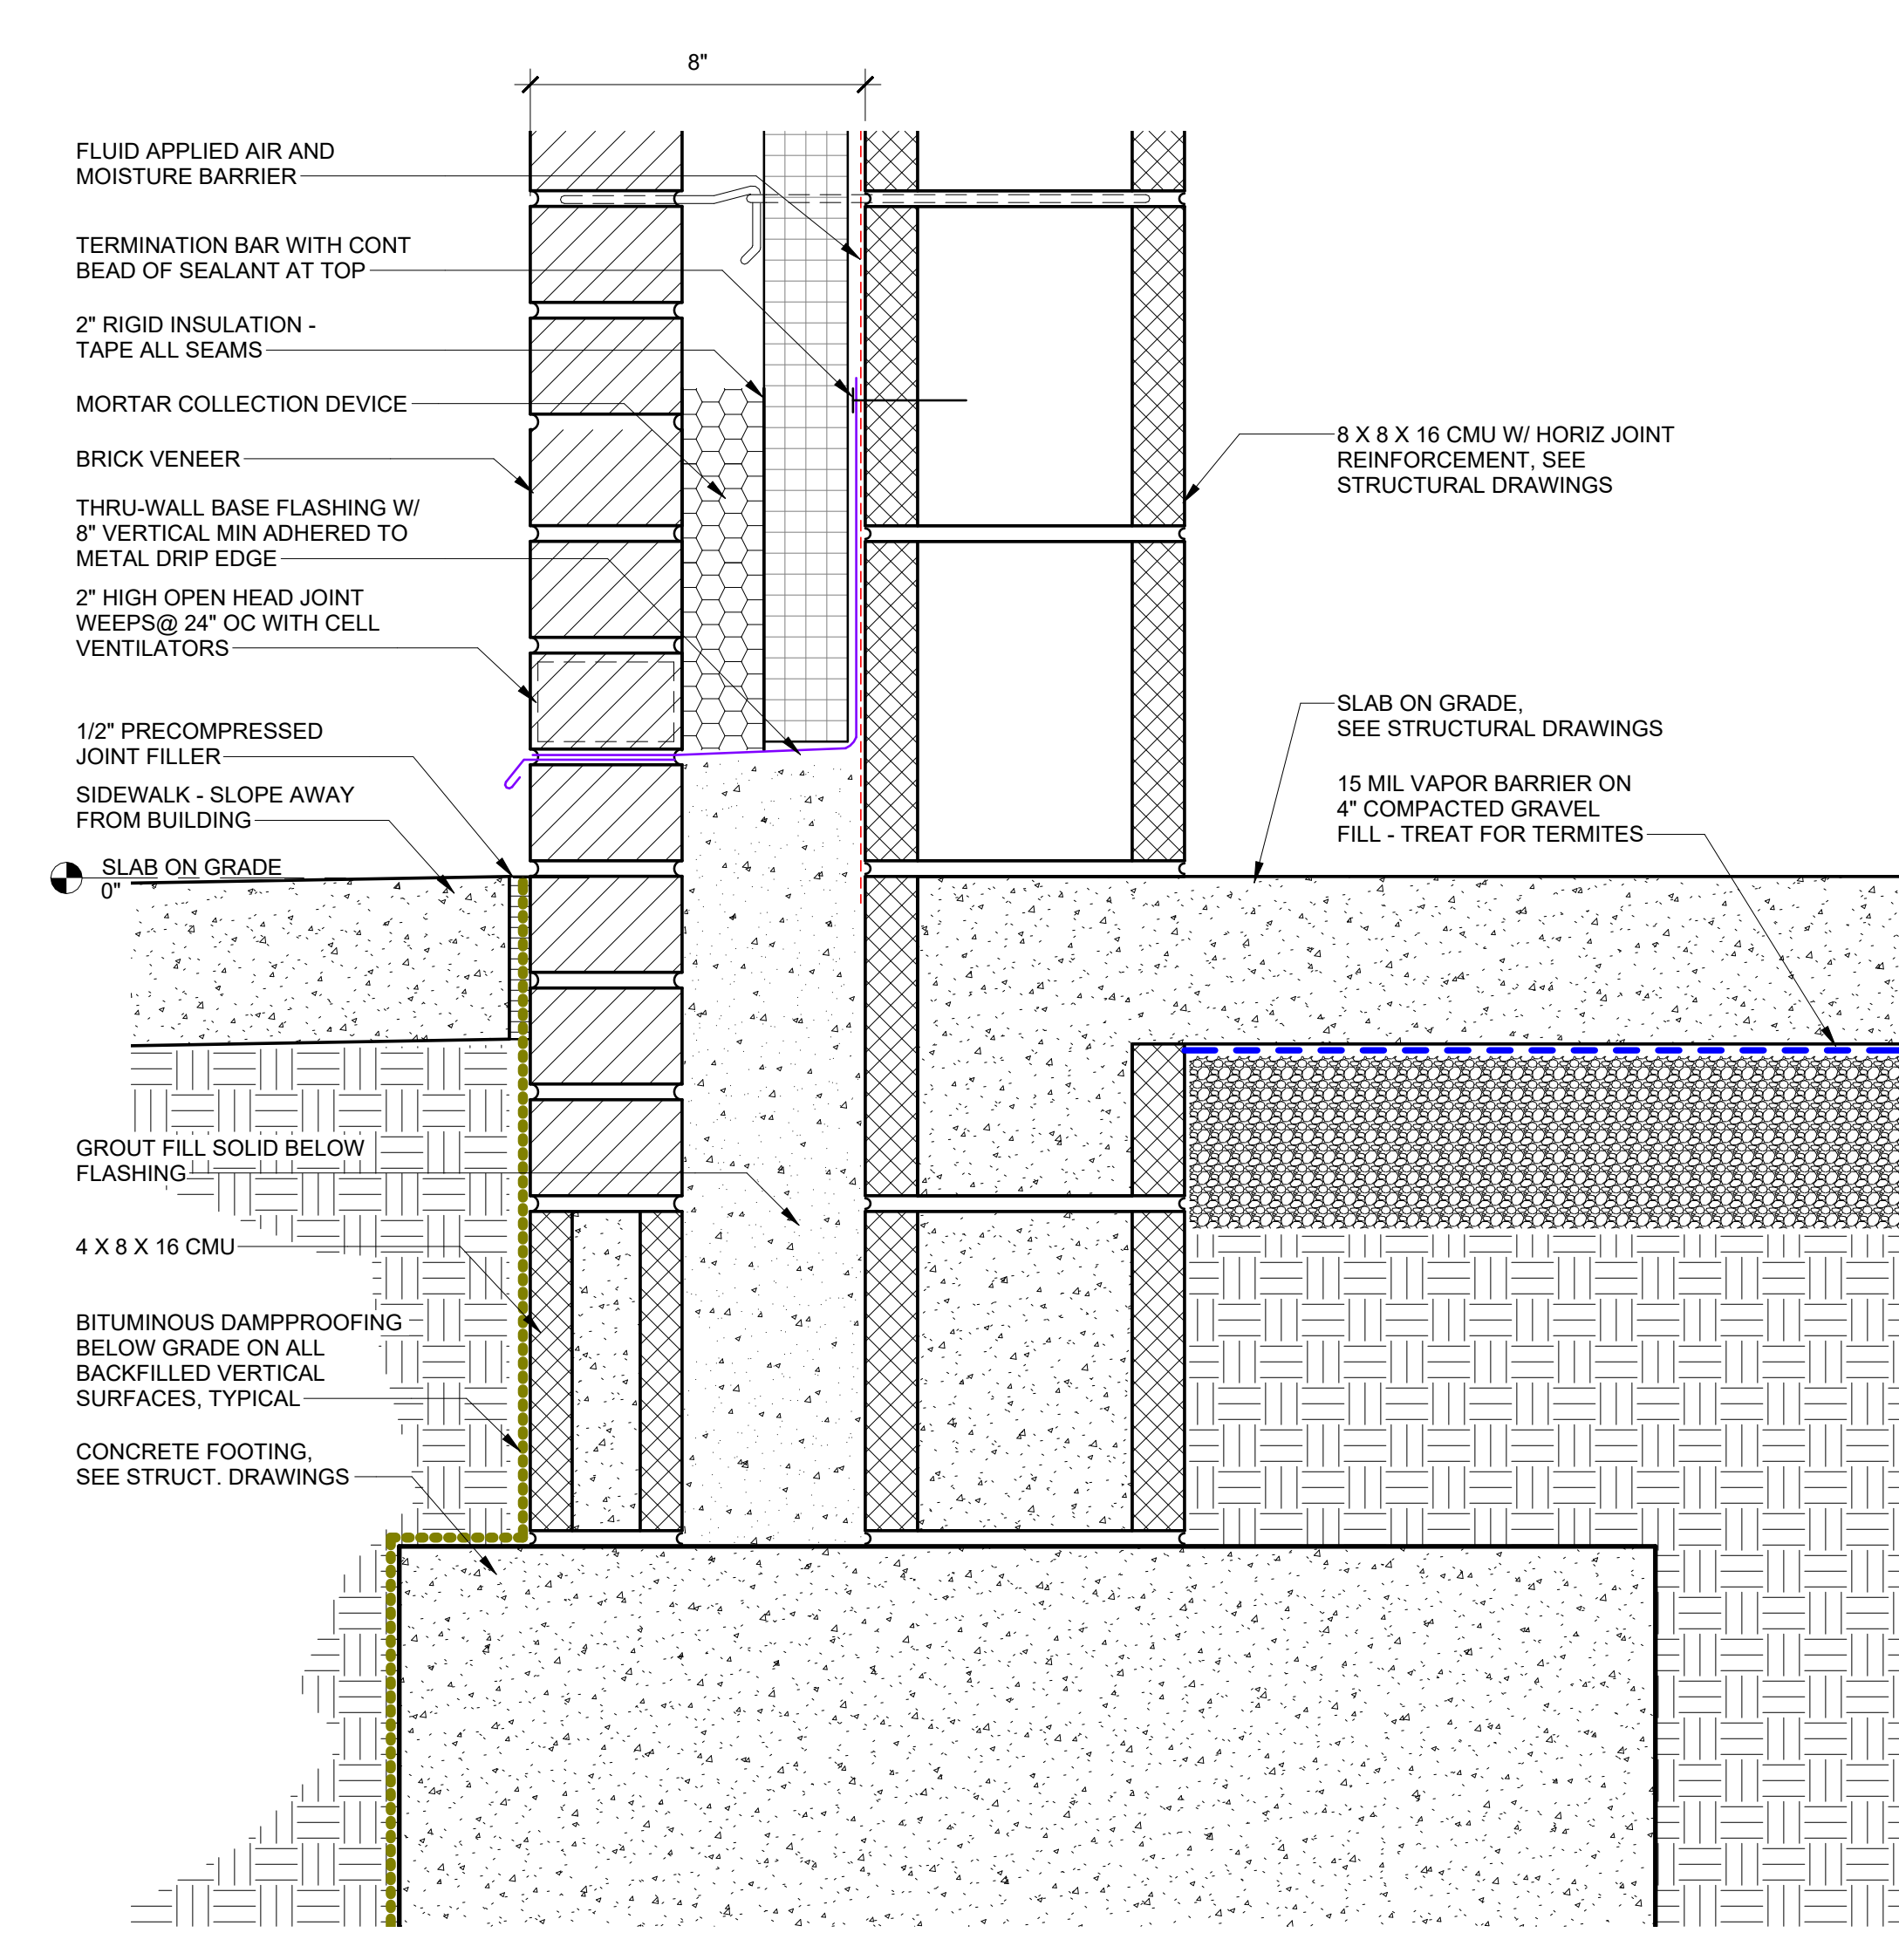 8"
FLUID APPLIED AIR AND
MOISTURE BARRIER
TERMINATION BAR WITH CONT
BEAD OF SEALANT AT TOP
2" RIGID INSULATION -
TAPE ALL SEAMS
MORTAR COLLECTION DEVICE
BRICK VENEER
THRU-WALL BASE FLASHING W/
8" VERTICAL MIN ADHERED TO
METAL DRIP EDGE
2" HIGH OPEN HEAD JOINT
WEEPS@ 24" OC WITH CELL
VENTILATORS
1/2" PRECOMPRESSED
JOINT FILLER
SIDEWALK - SLOPE AWAY
FROM BUILDING
SLAB ON GRADE
0"
GROUT FILL SOLID BELOW
FLASHING
4 X 8 X 16 CMU
BITUMINOUS DAMPPROOFING
BELOW GRADE ON ALL
BACKFILLED VERTICAL
SURFACES, TYPICAL
CONCRETE FOOTING,
SEE STRUCT. DRAWINGS
8 X 8 X 16 CMU W/ HORIZ JOINT
REINFORCEMENT, SEE
STRUCTURAL DRAWINGS
SLAB ON GRADE,
SEE STRUCTURAL DRAWINGS
15 MIL VAPOR BARRIER ON
4" COMPACTED GRAVEL
FILL - TREAT FOR TERMITES